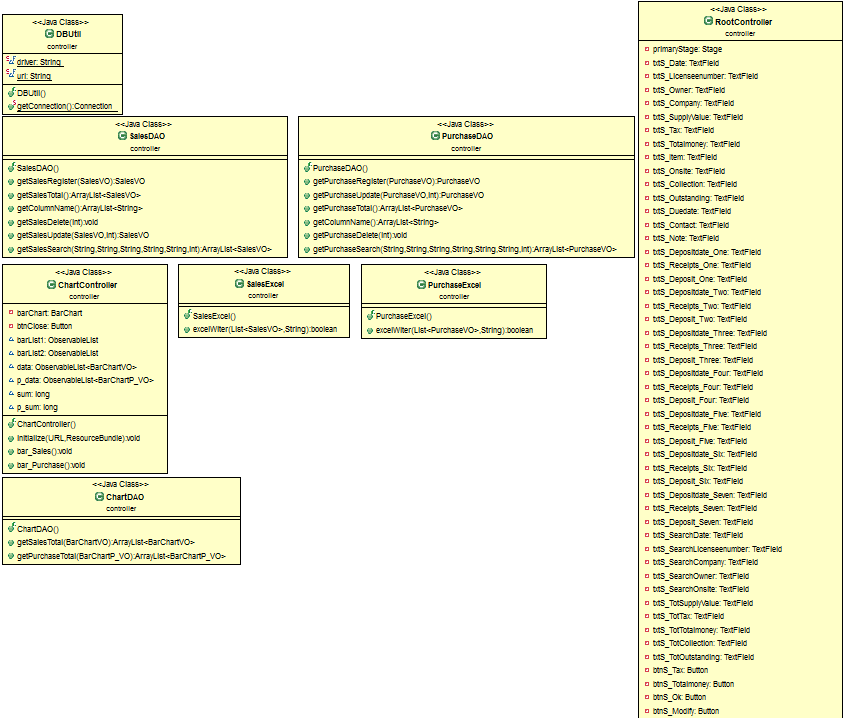 <<Java Class>>
DBUtil
controller
driver: String
url: String
DBUtil()
getConnection():Connection
<<Java Class>>
SalesDAO
controller
SalesDAO()
getSalesRegister(SalesVO):SalesVO
getSalesTotal():ArrayList<SalesVO>
getColumnName():ArrayList<String>
getSalesDelete(int):void
getSalesUpdate(SalesVO,int):SalesVO
getSalesSearch(String,String,String,String,String,int):ArrayList<SalesVO>
<<Java Class>>
PurchaseDAO
controller
PurchaseDAO()
getPurchaseRegister(PurchaseVO):PurchaseVO
getPurchaseUpdate(PurchaseVO,int):PurchaseVO
getPurchaseTotal():ArrayList<PurchaseVO>
getColumnName():ArrayList<String>
getPurchaseDelete(int):void
getPurchaseSearch(String,String,String,String,String,String,int):ArrayList<PurchaseVO>
<<Java Class>>
ChartController
controller
barChart: BarChart
btnClose: Button
barList1: ObservableList
barList2: ObservableList
data: ObservableList<BarChartVO>
p_data: ObservableList<BarChartP_VO>
sum: long
p_sum: long
ChartController()
initialize(URL,ResourceBundle):void
bar_Sales():void
bar_Purchase():void
<<Java Class>>
SalesExcel
controller
SalesExcel()
excelWiter(List<SalesVO>,String):boolean
<<Java Class>>
PurchaseExcel
controller
PurchaseExcel()
excelWiter(List<PurchaseVO>,String):boolean
<<Java Class>>
ChartDAO
controller
ChartDAO()
getSalesTotal(BarChartVO):ArrayList<BarChartVO>
getPurchaseTotal(BarChartP_VO):ArrayList<BarChartP_VO>
<<Java Class>>
RootController
controller
primaryStage: Stage
txtS_Date: TextField
txtS_Licenseenumber: TextField
txtS_Owner: TextField
txtS_Company: TextField
txtS_SupplyValue: TextField
txtS_Tax: TextField
txtS_Totalmoney: TextField
txtS_Item: TextField
txtS_Onsite: TextField
txtS_Collection: TextField
txtS_Outstanding: TextField
txtS_Duedate: TextField
txtS_Contact: TextField
txtS_Note: TextField
txtS_Depositdate_One: TextField
txtS_Receipts_One: TextField
txtS_Deposit_One: TextField
txtS_Depositdate_Two: TextField
txtS_Receipts_Two: TextField
txtS_Deposit_Two: TextField
txtS_Depositdate_Three: TextField
txtS_Receipts_Three: TextField
txtS_Deposit_Three: TextField
txtS_Depositdate_Four: TextField
txtS_Receipts_Four: TextField
txtS_Deposit_Four: TextField
txtS_Depositdate_Five: TextField
txtS_Receipts_Five: TextField
txtS_Deposit_Five: TextField
txtS_Depositdate_Six: TextField
txtS_Receipts_Six: TextField
txtS_Deposit_Six: TextField
txtS_Depositdate_Seven: TextField
txtS_Receipts_Seven: TextField
txtS_Deposit_Seven: TextField
txtS_SearchDate: TextField
txtS_SearchLicenseenumber: TextField
txtS_SearchCompany: TextField
txtS_SearchOwner: TextField
txtS_SearchOnsite: TextField
txtS_TotSupplyValue: TextField
txtS_TotTax: TextField
txtS_TotTotalmoney: TextField
txtS_TotCollection: TextField
txtS_TotOutstanding: TextField
btnS_Tax: Button
btnS_Totalmoney: Button
btnS_Ok: Button
btnS_Modify: Button